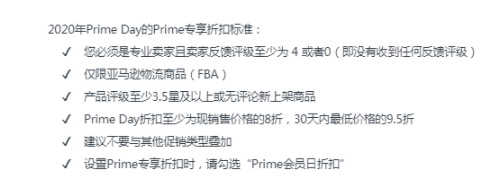 2020年Prime Day的Prime专享折扣标准：
✓ 您必须是专业卖家且卖家反馈评级至少为 4 或者0（即没有收到任何反馈评级）
✓ 仅限亚马逊物流商品（FBA）
✓ 产品评级至少3.5星及以上或无评论新上架商品
✓ Prime Day折扣至少为现销售价格的8折，30天内最低价格的9.5折
✓ 建议不要与其他促销类型叠加
✓ 设置Prime专享折扣时，请勾选“Prime会员日折扣”